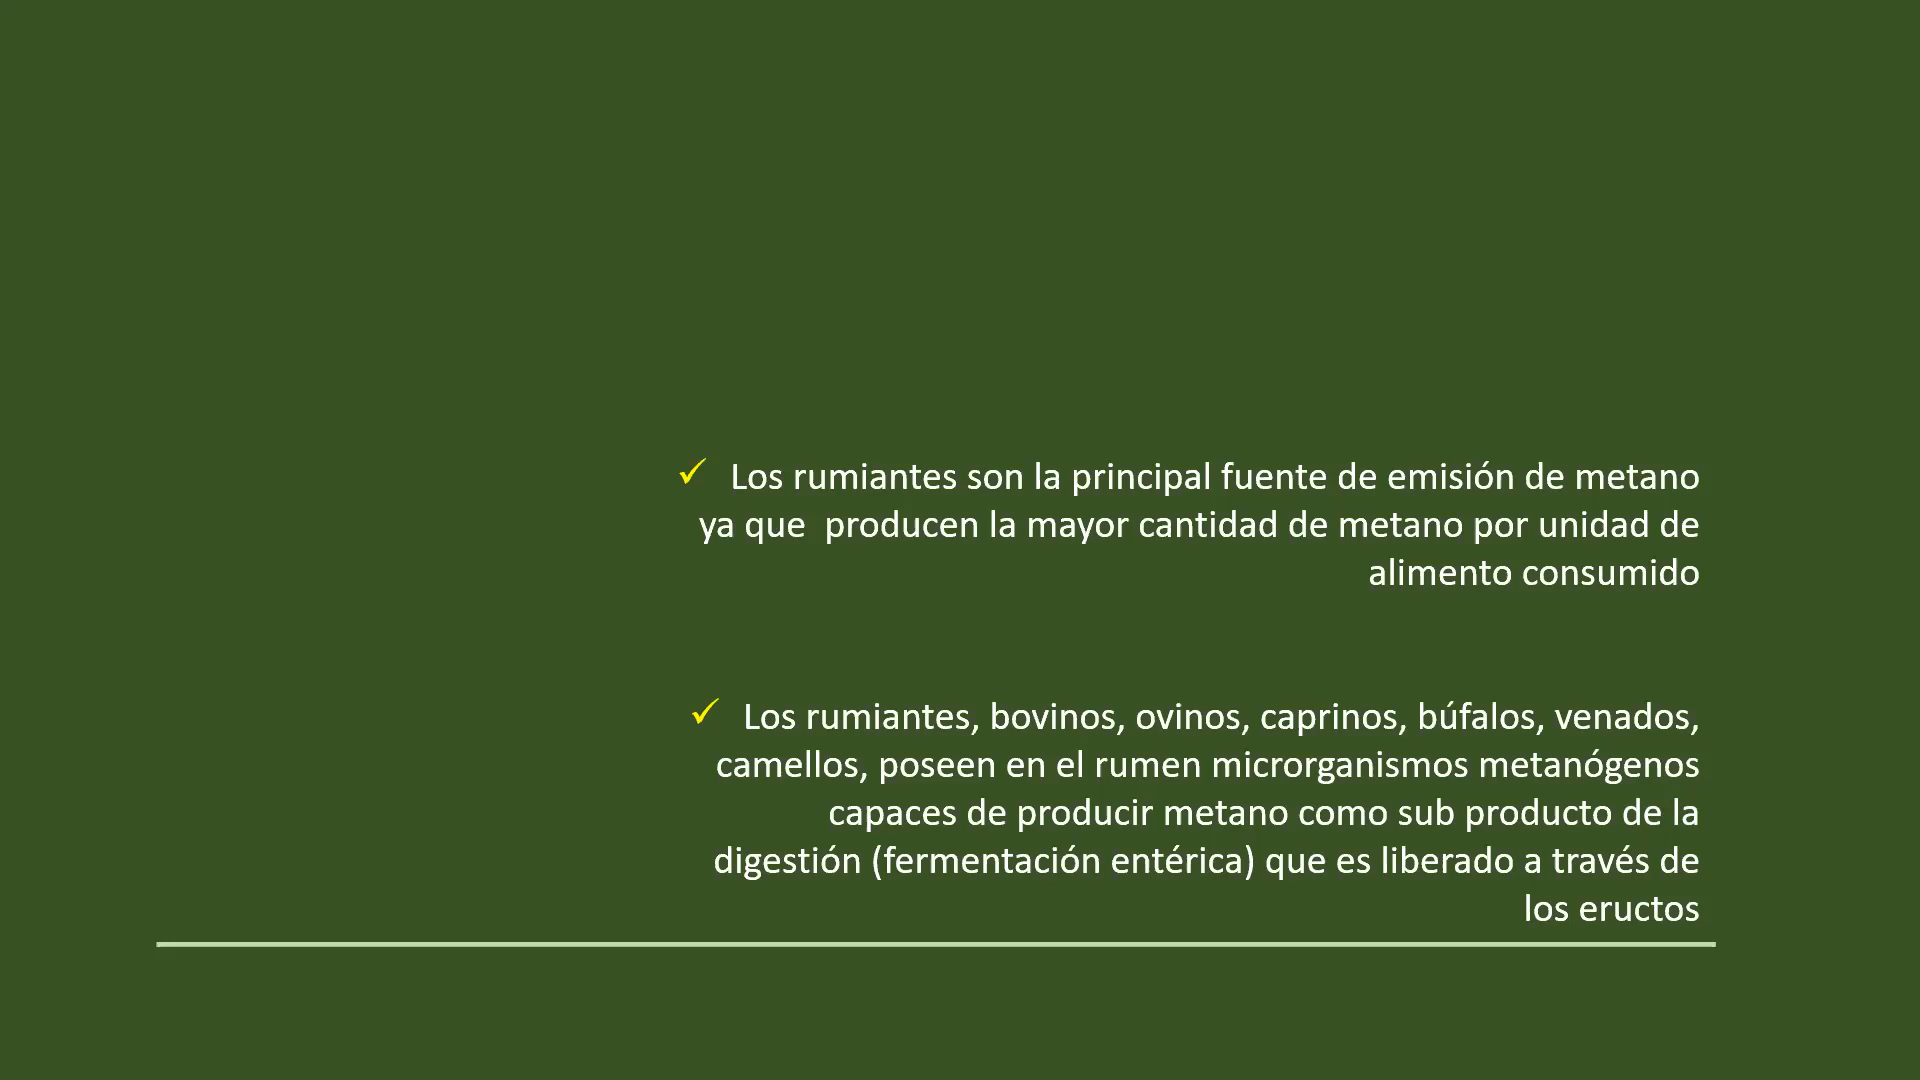 ✓ Los rumiantes son la principal fuente de emisión de metano
ya que  producen la mayor cantidad de metano por unidad de
alimento consumido
✓ Los rumiantes, bovinos, ovinos, caprinos, búfalos, venados,
camellos, poseen en el rumen microrganismos metanógenos
capaces de producir metano como sub producto de la
digestión (fermentación entérica) que es liberado a través de
los eructos